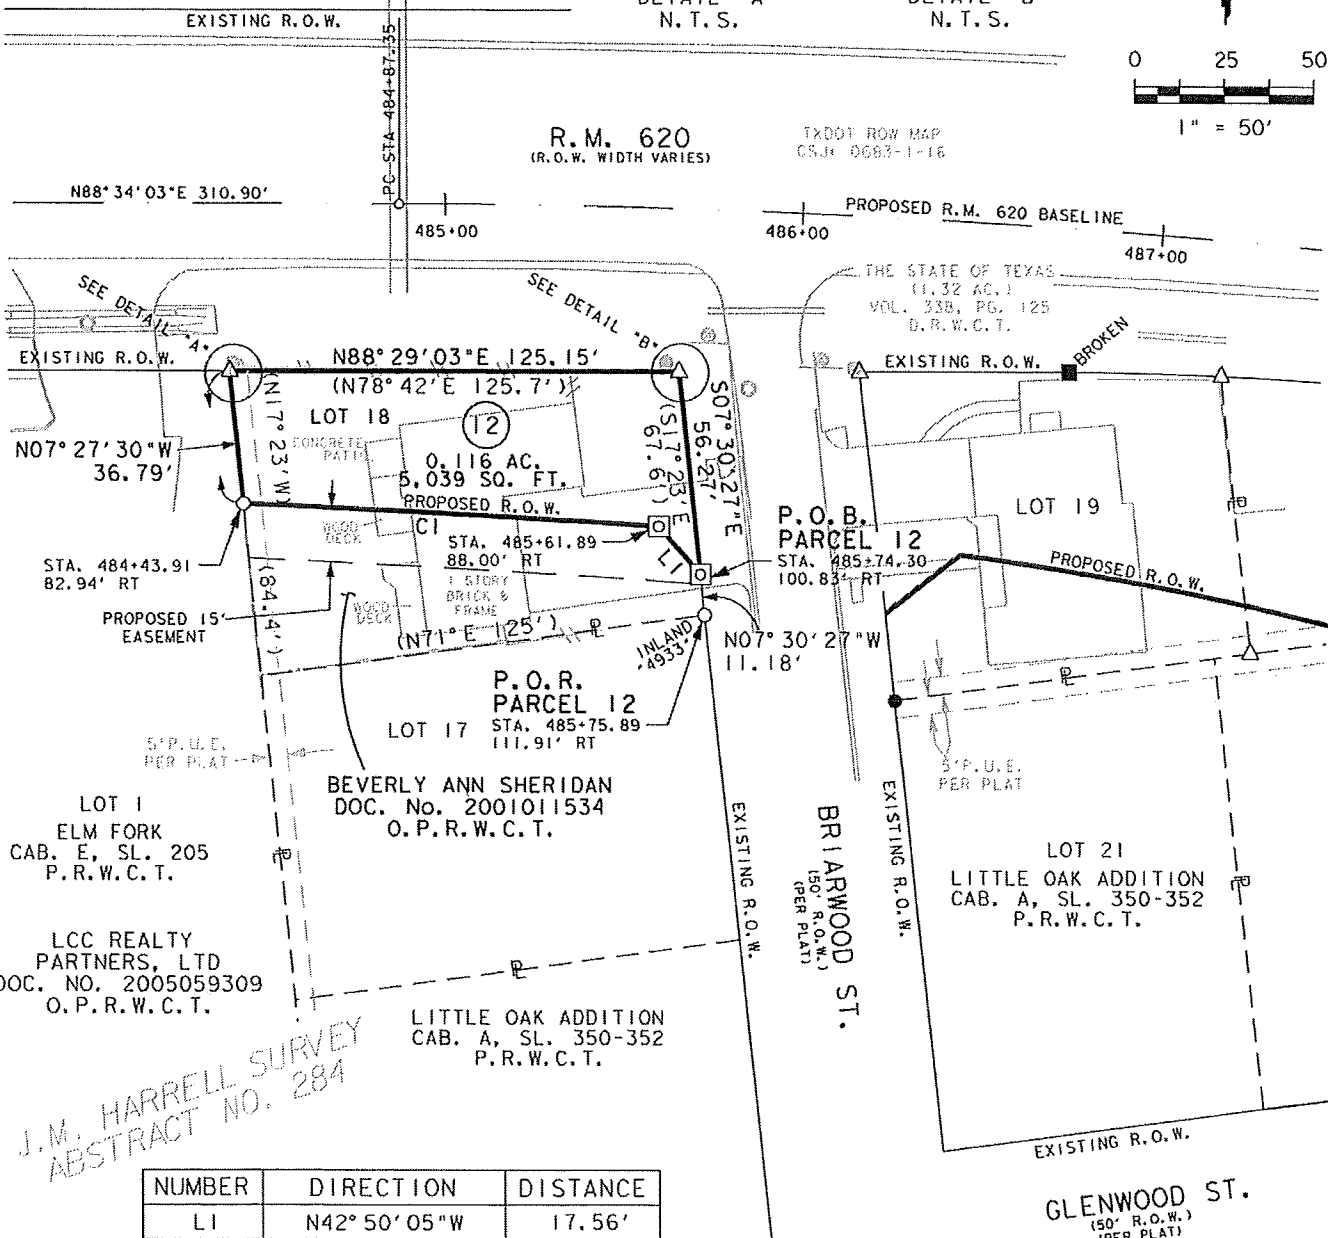 EXISTING R.O.W.
DETAIL "A"
N.T.S.
N.T.S.
0 25 50
1" = 50'
PC STA 484+87.35
R.M. 620
(R.O.W. WIDTH VARIES)
TXDOT ROW MAP
CSJ: 0683-1-16
N88°34'03"E 310.90'
485+00
486+00
PROPOSED R.M. 620 BASELINE
487+00
SEE DETAIL "A"
SEE DETAIL "B"
THE STATE OF TEXAS
(1.32 AC.)
VOL. 338, PG. 125
D.R.W.C.T.
EXISTING R.O.W.
N88°29'03"E 125.15'
(N78°42'E 125.7')
EXISTING R.O.W.
BROKEN
LOT 18
12
0.116 AC.
5,039 SQ. FT.
CONCRETE
PATIO
N07°27'30"W
36.79'
(N17°23'W)
(84.4')
S07°30'27"E
56.27'
(S17°23'E
67.6')
PROPOSED R.O.W.
C1
WOOD
DECK
STA. 485+61.89
88.00' RT
L1
STA. 484+43.91
82.94' RT
P.O.B.
PARCEL 12
STA. 485+74.30
100.83' RT
LOT 19
PROPOSED R.O.W.
PROPOSED 15'
EASEMENT
1 STORY
BRICK &
FRAME
WOOD
DECK
(N71°E 125')
INLAND
"4933"
N07°30'27"W
11.18'
P.O.R.
PARCEL 12
STA. 485+75.89
111.91' RT
LOT 17
5'P.U.E.
PER PLAT
5'P.U.E.
PER PLAT
BEVERLY ANN SHERIDAN
DOC. No. 2001011534
O.P.R.W.C.T.
LOT 1
ELM FORK
CAB. E, SL. 205
P.R.W.C.T.
EXISTING R.O.W.
BRIARWOOD ST.
(50' R.O.W.)
(PER PLAT)
EXISTING R.O.W.
LOT 21
LITTLE OAK ADDITION
CAB. A, SL. 350-352
P.R.W.C.T.
LCC REALTY
PARTNERS, LTD
DOC. NO. 2005059309
O.P.R.W.C.T.
LITTLE OAK ADDITION
CAB. A, SL. 350-352
P.R.W.C.T.
J.M. HARRELL SURVEY
ABSTRACT NO. 284
EXISTING R.O.W.
GLENWOOD ST.
(50' R.O.W.)
(PER PLAT)
NUMBER DIRECTION DISTANCE
L1 N42°50'05"W 17.56'